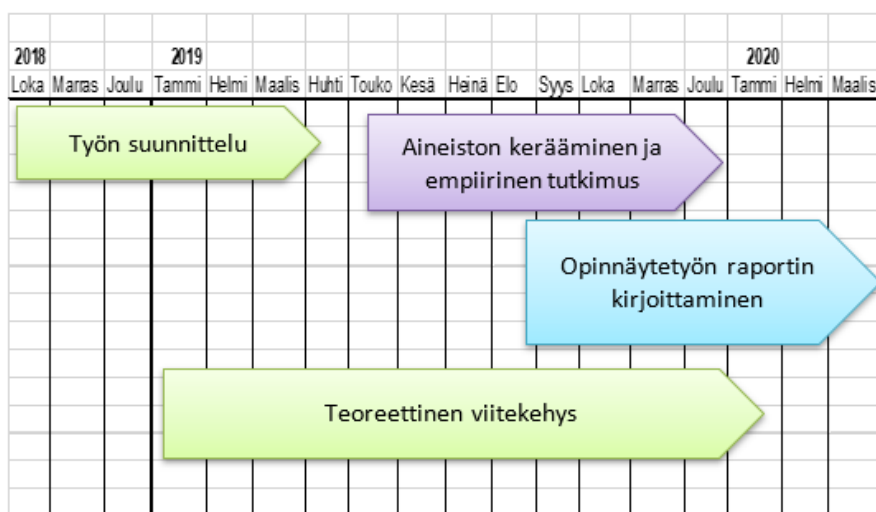 2018 2019 2020
Loka Marras Joulu Tammi Helmi Maalis Huhti Touko Kesä Heinä Elo Syys Loka Marras Joulu Tammi Helmi Maalis
Työn suunnittelu
Aineiston kerääminen ja
empiirinen tutkimus
Opinnäytetyön raportin
kirjoittaminen
Teoreettinen viitekehys